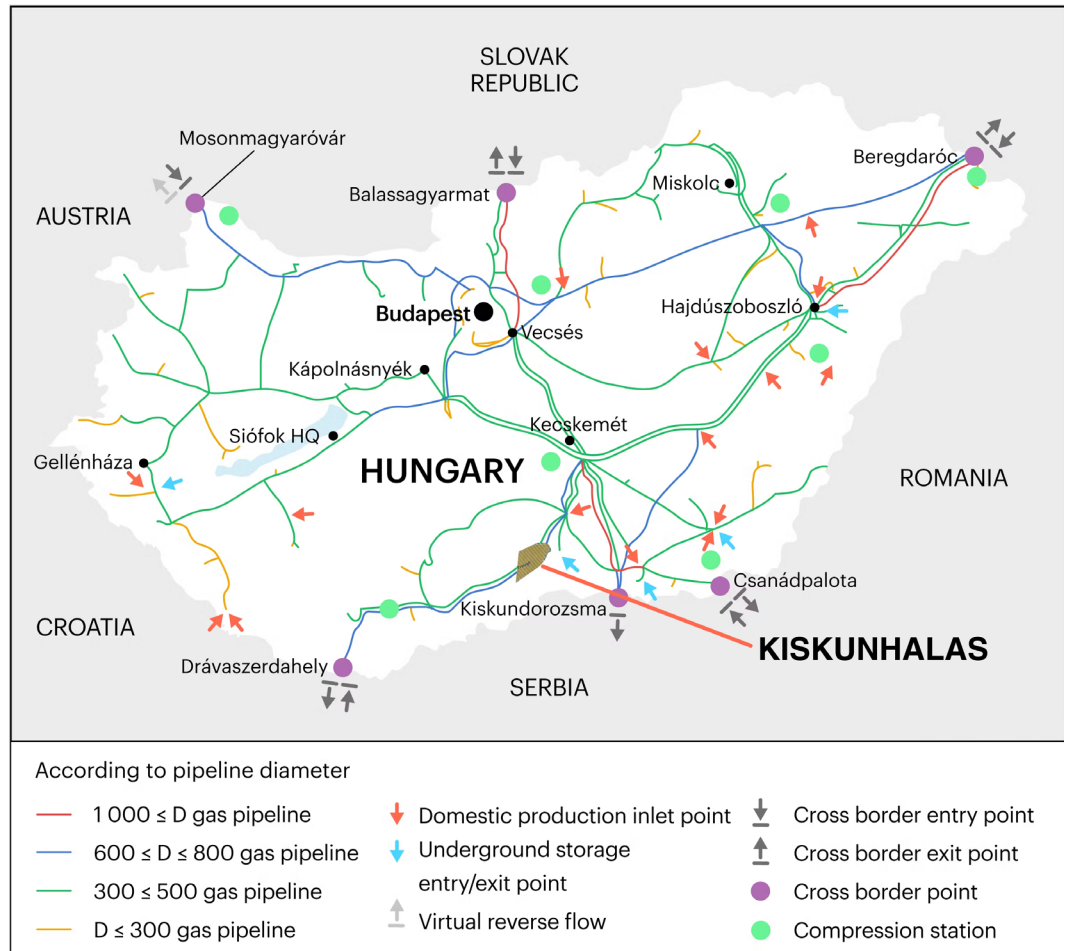 SLOVAK
REPUBLIC
Mosonmagyaróvár
Beregdaróc
Miskolc
Balassagyarmat
AUSTRIA
Hajdúszoboszló
Budapest
Vecsés
Kápolnásnyék
Kecskemét
Siófok HQ
Gellénháza
HUNGARY
ROMANIA
Csanádpalota
Kiskundorozsma
CROATIA
KISKUNHALAS
Drávaszerdahely
SERBIA
According to pipeline diameter
1 000 ≤ D gas pipeline
600 ≤ D ≤ 800 gas pipeline
300 ≤ 500 gas pipeline
D ≤ 300 gas pipeline
Domestic production inlet point
Underground storage
entry/exit point
Virtual reverse flow
Cross border entry point
Cross border exit point
Cross border point
Compression station